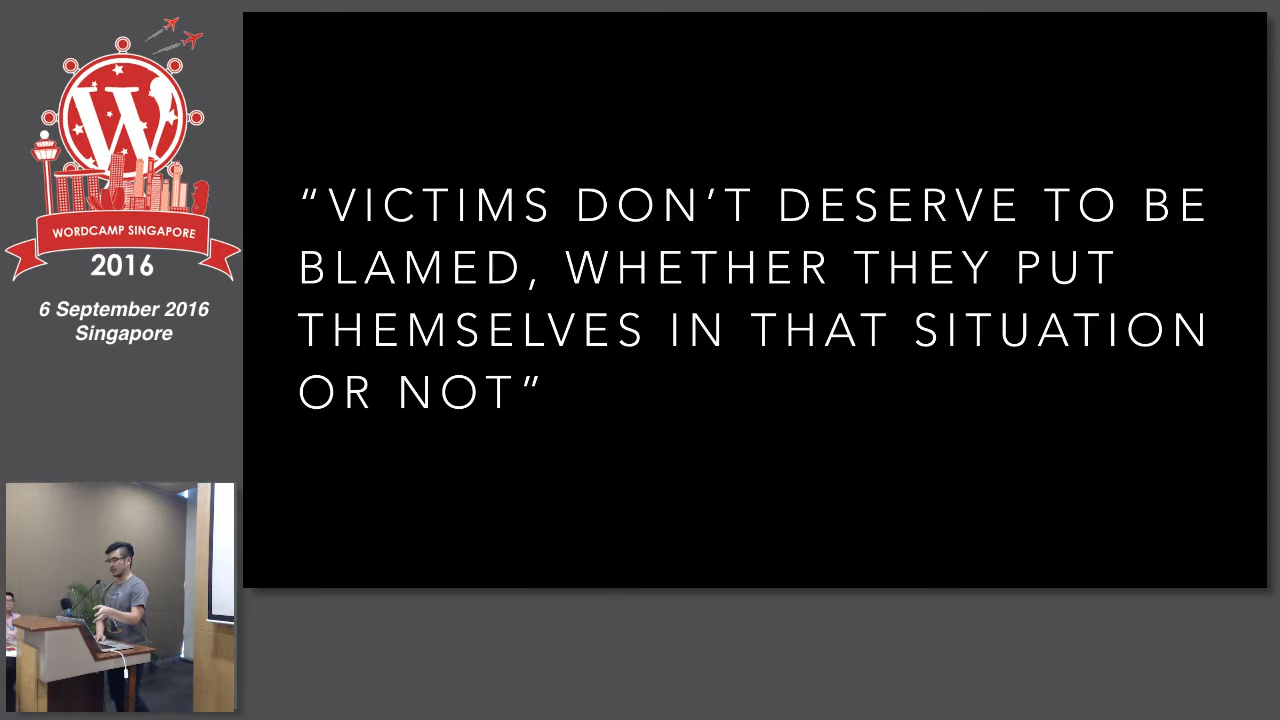 W
WORDCAMP SINGAPORE
2016
6 September 2016
Singapore
“VICTIMS DON’T DESERVE TO BE
BLAMED, WHETHER THEY PUT
THEMSELVES IN THAT SITUATION
OR NOT”